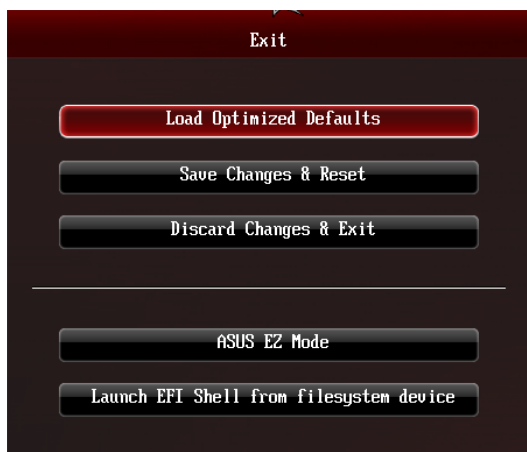 Exit
Load Optimized Defaults
Save Changes & Reset
Discard Changes & Exit
ASUS EZ Mode
Launch EFI Shell from filesystem device